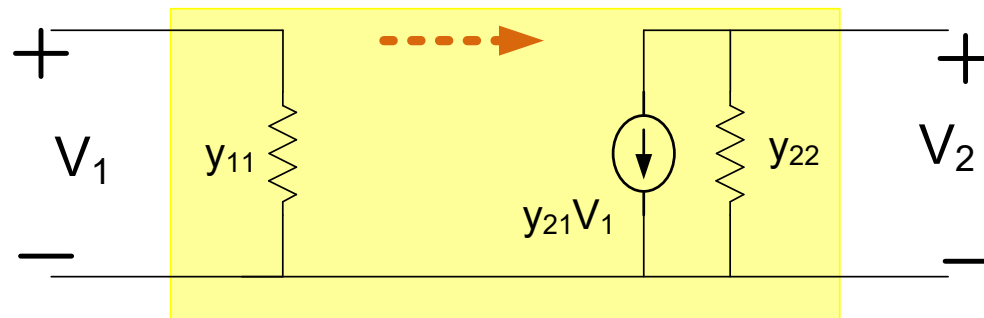 +
+
V₁
y₁₁
y₂₂
V₂
y₂₁V₁
−
−